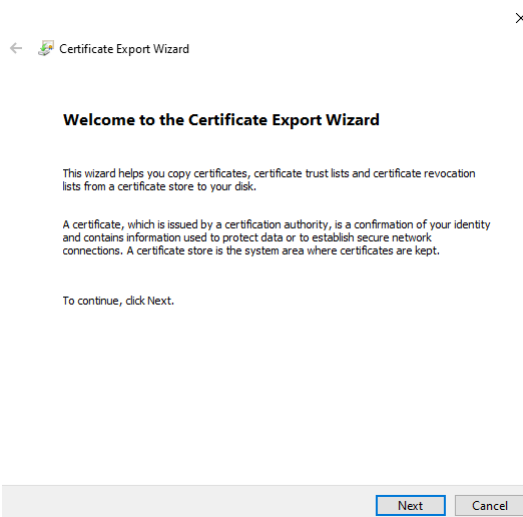 Certificate Export Wizard
Welcome to the Certificate Export Wizard
This wizard helps you copy certificates, certificate trust lists and certificate revocation
lists from a certificate store to your disk.
A certificate, which is issued by a certification authority, is a confirmation of your identity
and contains information used to protect data or to establish secure network
connections. A certificate store is the system area where certificates are kept.
To continue, click Next.
Next Cancel